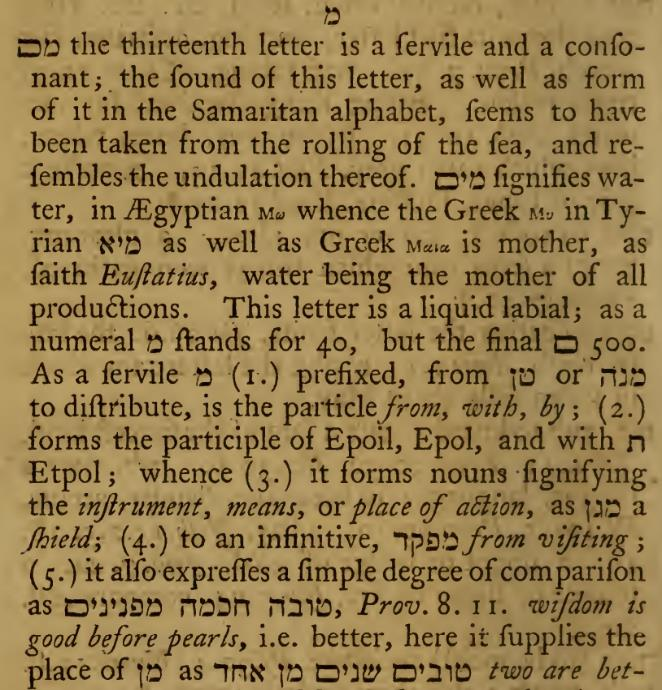 מ
מם the thirteenth letter is a ſervile and a conſo-
nant; the ſound of this letter, as well as form
of it in the Samaritan alphabet, ſeems to have
been taken from the rolling of the ſea, and re-
ſembles the undulation thereof. מים ſignifies wa-
ter, in Ægyptian Μω whence the Greek Μυ in Ty-
rian מיא as well as Greek Μαια is mother, as
ſaith Euſtatius, water being the mother of all
productions. This letter is a liquid labial; as a
numeral מ ſtands for 40, but the final ם 500.
As a ſervile מ (1.) prefixed, from מן or מנה
to diſtribute, is the particle from, with, by; (2.)
forms the participle of Epoil, Epol, and with ת
Etpol; whence (3.) it forms nouns ſignifying
the inſtrument, means, or place of action, as מגן a
ſhield; (4.) to an infinitive, מפקד from viſiting;
(5.) it alſo expreſſes a ſimple degree of compariſon
as טובה חכמה מפנינים, Prov. 8. 11. wiſdom is
good before pearls, i.e. better, here it ſupplies the
place of מן as טובים שנים מן אחד two are bet-